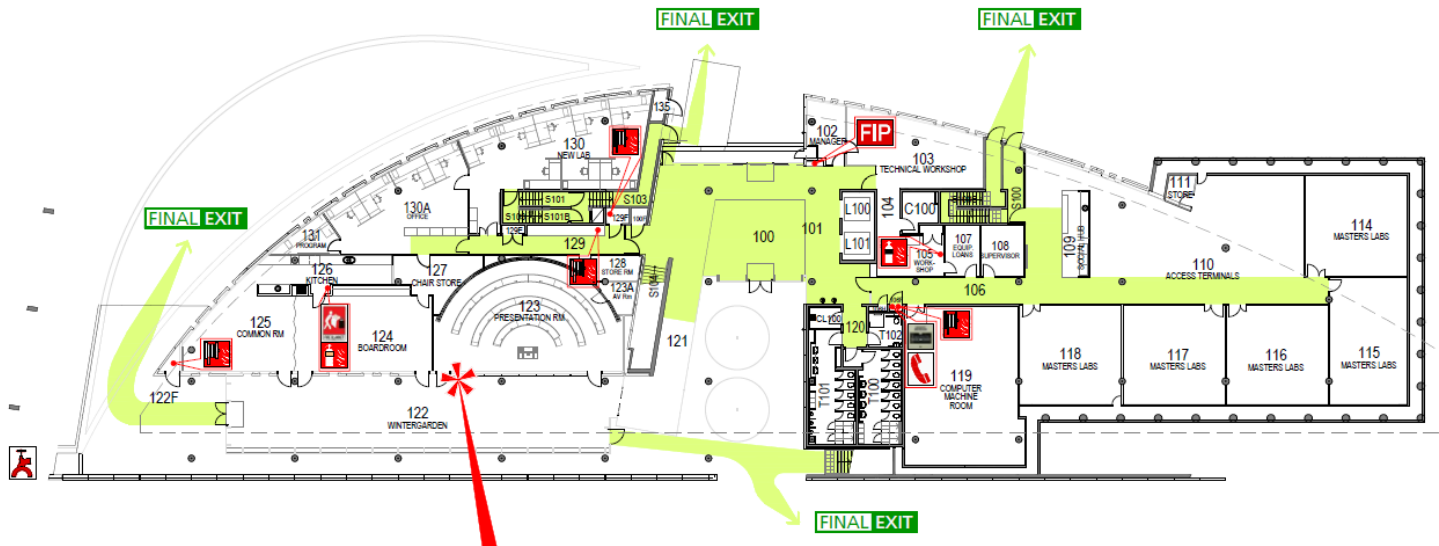 FINAL EXIT
FINAL EXIT
FINAL EXIT
FINAL EXIT
135
130
NEW LAB
130A
OFFICE
131
PROGRAM
S101
S101B
S103
129F
100F
129E
129
128
STORE RM
123A
AV Rm
S104
127
CHAIR STORE
126
KITCHEN
125
COMMON RM
124
BOARDROOM
123
PRESENTATION RM
122F
122
WINTERGARDEN
121
100
101
102
MANAGER
FIP
103
TECHNICAL WORKSHOP
104
L100
L101
C100
S100
105
WORK-
SHOP
107
EQUIP.
LOANS
108
SUPERVISOR
109
SOCIAL HUB
106
110
ACCESS TERMINALS
111
STORE
114
MASTERS LABS
115
MASTERS LABS
116
MASTERS LABS
117
MASTERS LABS
118
MASTERS LABS
119
COMPUTER
MACHINE
ROOM
CL100
120
T102
T101
T100